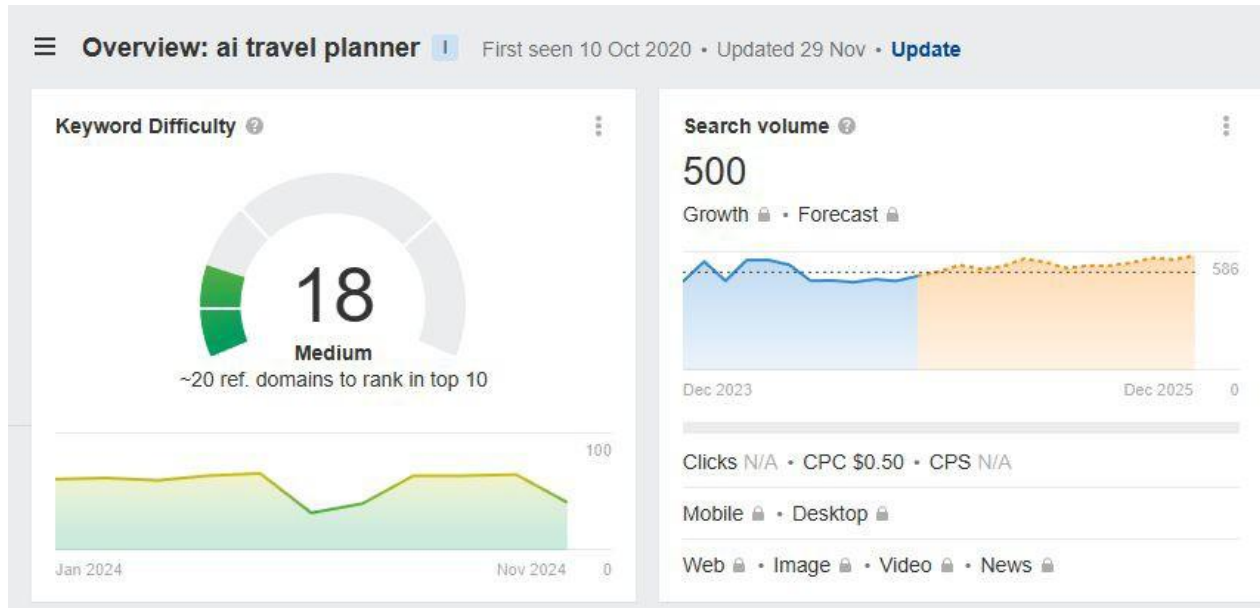 Overview: ai travel planner I First seen 10 Oct 2020 • Updated 29 Nov • Update
Keyword Difficulty ?
18
Medium
~20 ref. domains to rank in top 10
100
Jan 2024 Nov 2024 0
Search volume ?
500
Growth • Forecast
586
Dec 2023 Dec 2025 0
Clicks N/A • CPC $0.50 • CPS N/A
Mobile • Desktop
Web • Image • Video • News